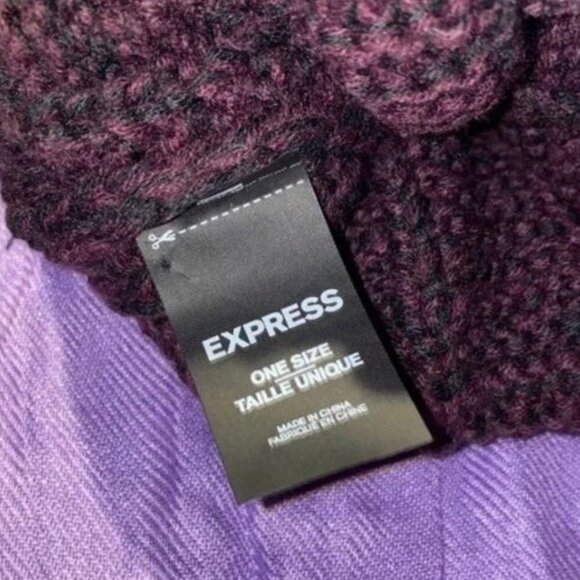 EXPRESS
ONE SIZE
TAILLE UNIQUE
MADE IN CHINA
FABRIQUÉ EN CHINE